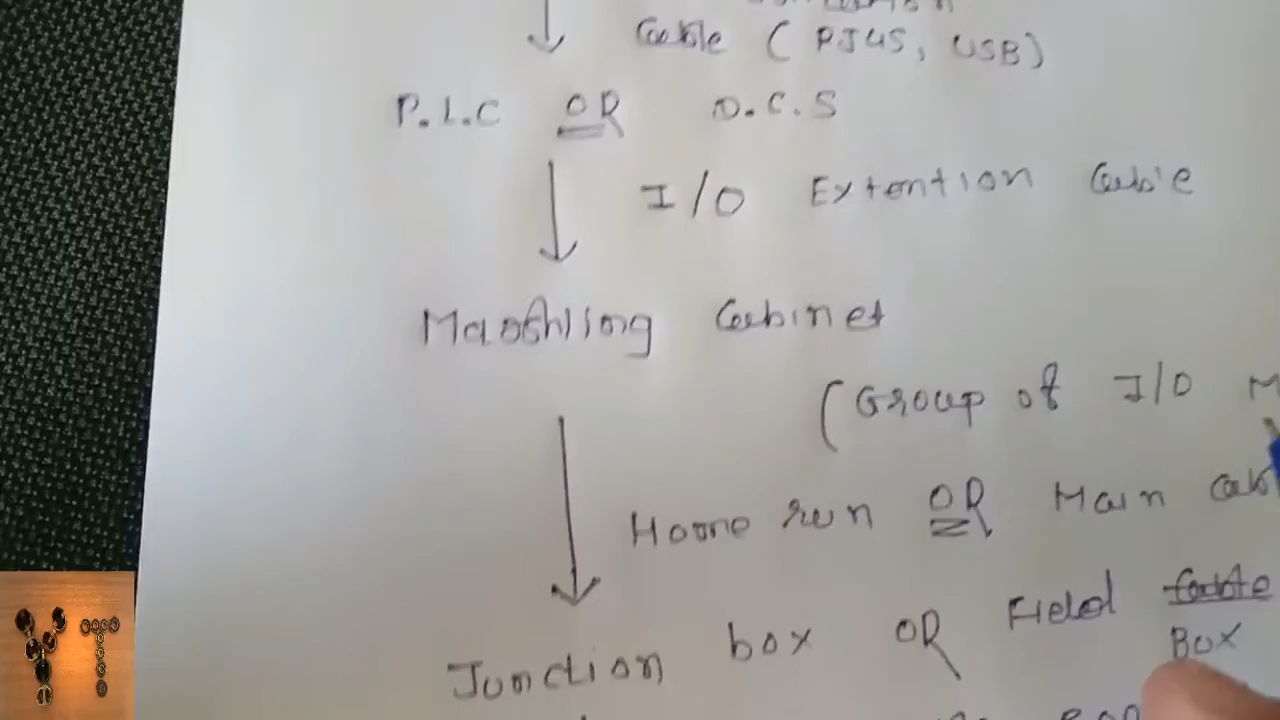 Cable (RJ45, USB)
P.L.C OR D.C.S
I/O Extention Cable
Marshling Cabinet
(Group of I/O M
Home run OR Main Cab
Junction box OR Field
Box